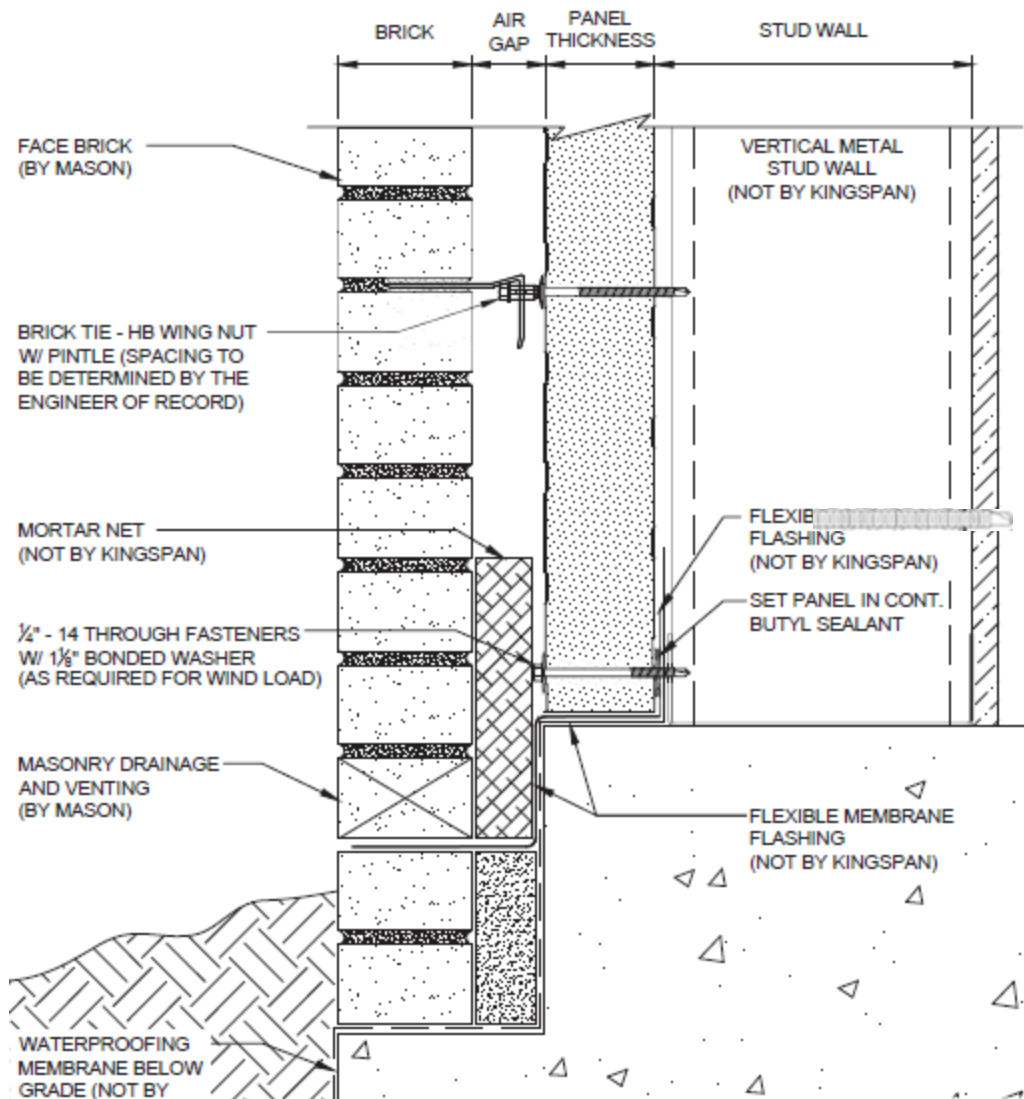 BRICK
AIR
GAP
PANEL
THICKNESS
STUD WALL
FACE BRICK
(BY MASON)
VERTICAL METAL
STUD WALL
(NOT BY KINGSPAN)
BRICK TIE - HB WING NUT
W/ PINTLE (SPACING TO
BE DETERMINED BY THE
ENGINEER OF RECORD)
MORTAR NET
(NOT BY KINGSPAN)
FLASHING
(NOT BY KINGSPAN)
SET PANEL IN CONT.
BUTYL SEALANT
¼" - 14 THROUGH FASTENERS
W/ 1⅛" BONDED WASHER
(AS REQUIRED FOR WIND LOAD)
MASONRY DRAINAGE
AND VENTING
(BY MASON)
FLEXIBLE MEMBRANE
FLASHING
(NOT BY KINGSPAN)
WATERPROOFING
MEMBRANE BELOW
GRADE (NOT BY